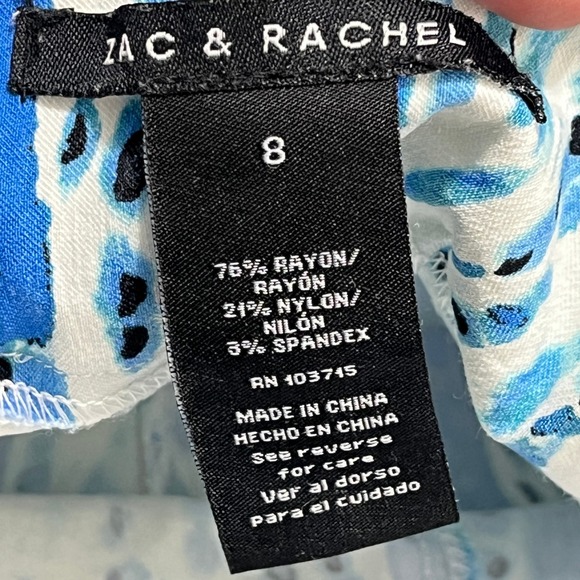 ZAC & RACHEL
8
76% RAYON/
RAYÓN
21% NYLON/
NILÓN
3% SPANDEX
RN 103715
MADE IN CHINA
HECHO EN CHINA
See reverse
for care
Ver al dorso
para el cuidado